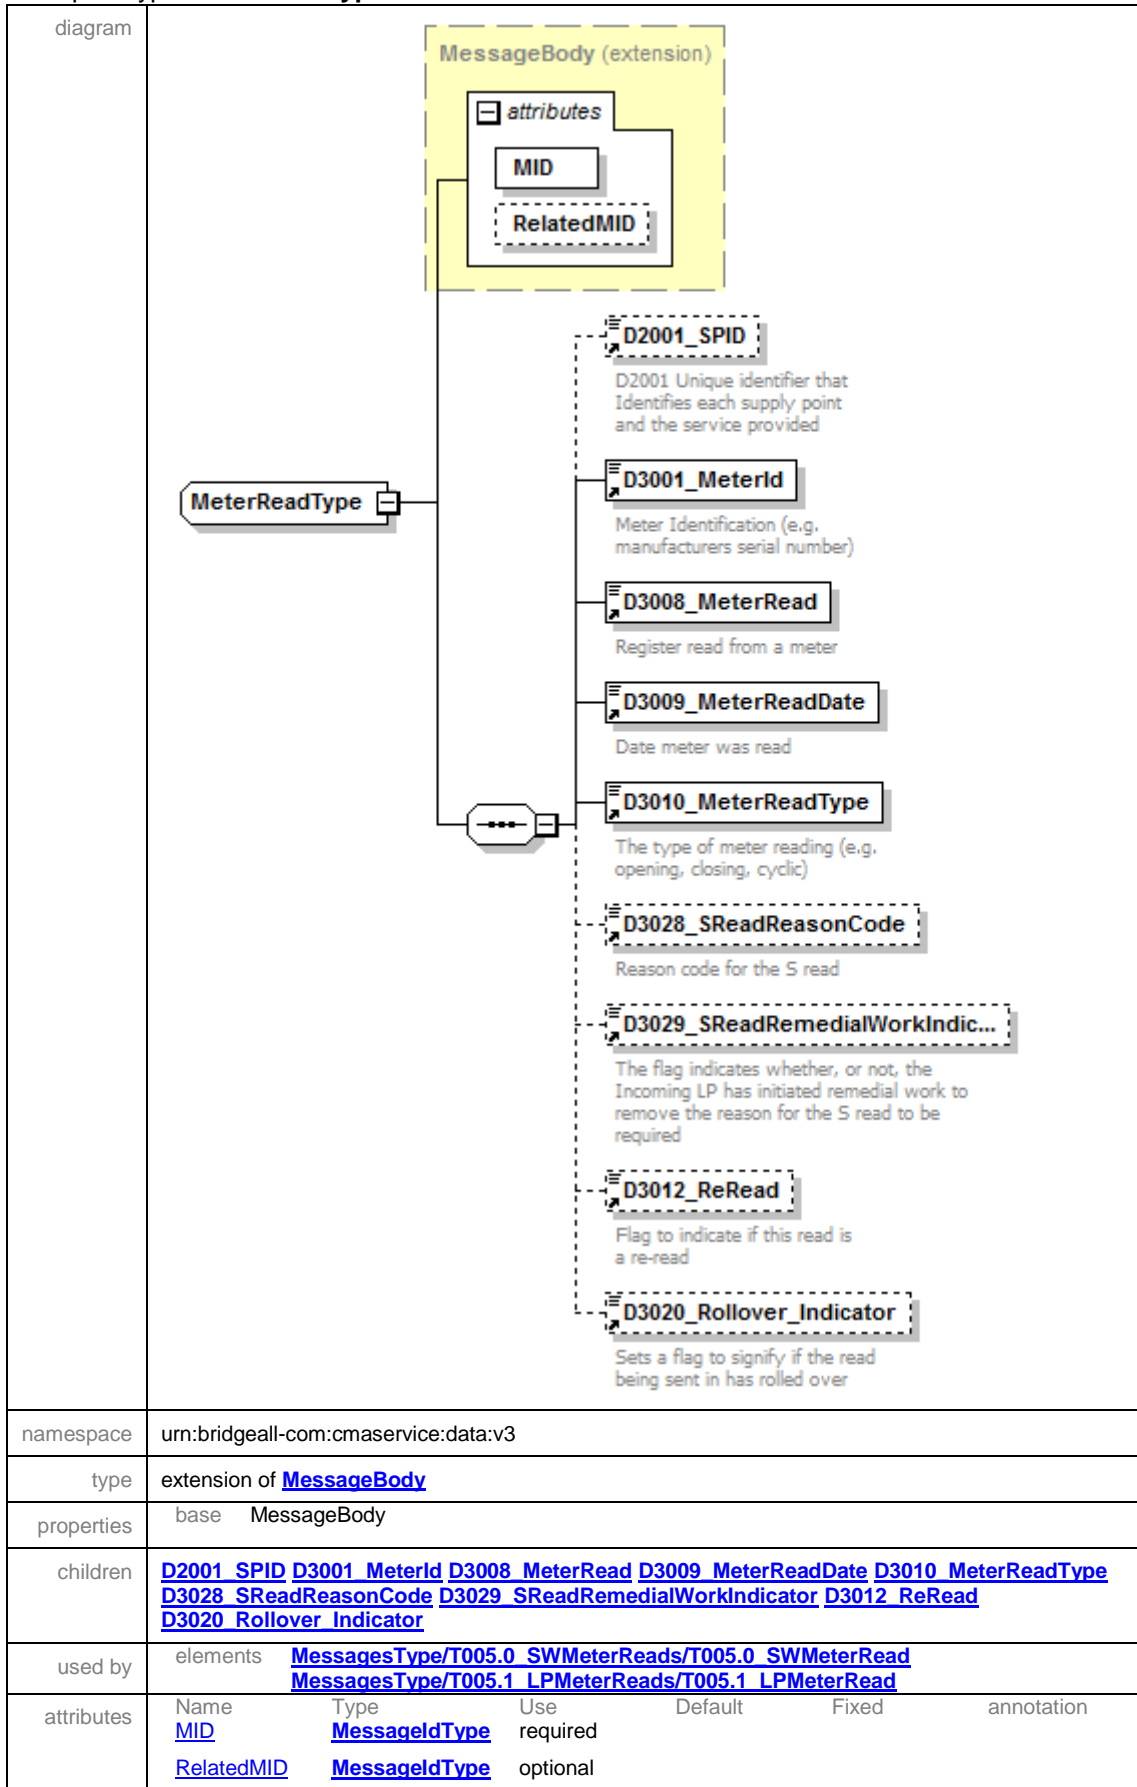 diagram
MessageBody (extension)
attributes
MID
RelatedMID
D2001_SPID
D2001 Unique identifier that
Identifies each supply point
and the service provided
MeterReadType
D3001_MeterId
Meter Identification (e.g.
manufacturers serial number)
D3008_MeterRead
Register read from a meter
D3009_MeterReadDate
Date meter was read
D3010_MeterReadType
The type of meter reading (e.g.
opening, closing, cyclic)
D3028_SReadReasonCode
Reason code for the S read
D3029_SReadRemedialWorkIndic...
The flag indicates whether, or not, the
Incoming LP has initiated remedial work to
remove the reason for the S read to be
required
D3012_ReRead
Flag to indicate if this read is
a re-read
D3020_Rollover_Indicator
Sets a flag to signify if the read
being sent in has rolled over
namespace urn:bridgeall-com:cmaservice:data:v3
type extension of MessageBody
properties base MessageBody
children D2001_SPID D3001_MeterId D3008_MeterRead D3009_MeterReadDate D3010_MeterReadType
D3028_SReadReasonCode D3029_SReadRemedialWorkIndicator D3012_ReRead
D3020_Rollover_Indicator
used by elements MessagesType/T005.0_SWMeterReads/T005.0_SWMeterRead
MessagesType/T005.1_LPMeterReads/T005.1_LPMeterRead
attributes Name Type Use Default Fixed annotation
MID MessageIdType required
RelatedMID MessageIdType optional